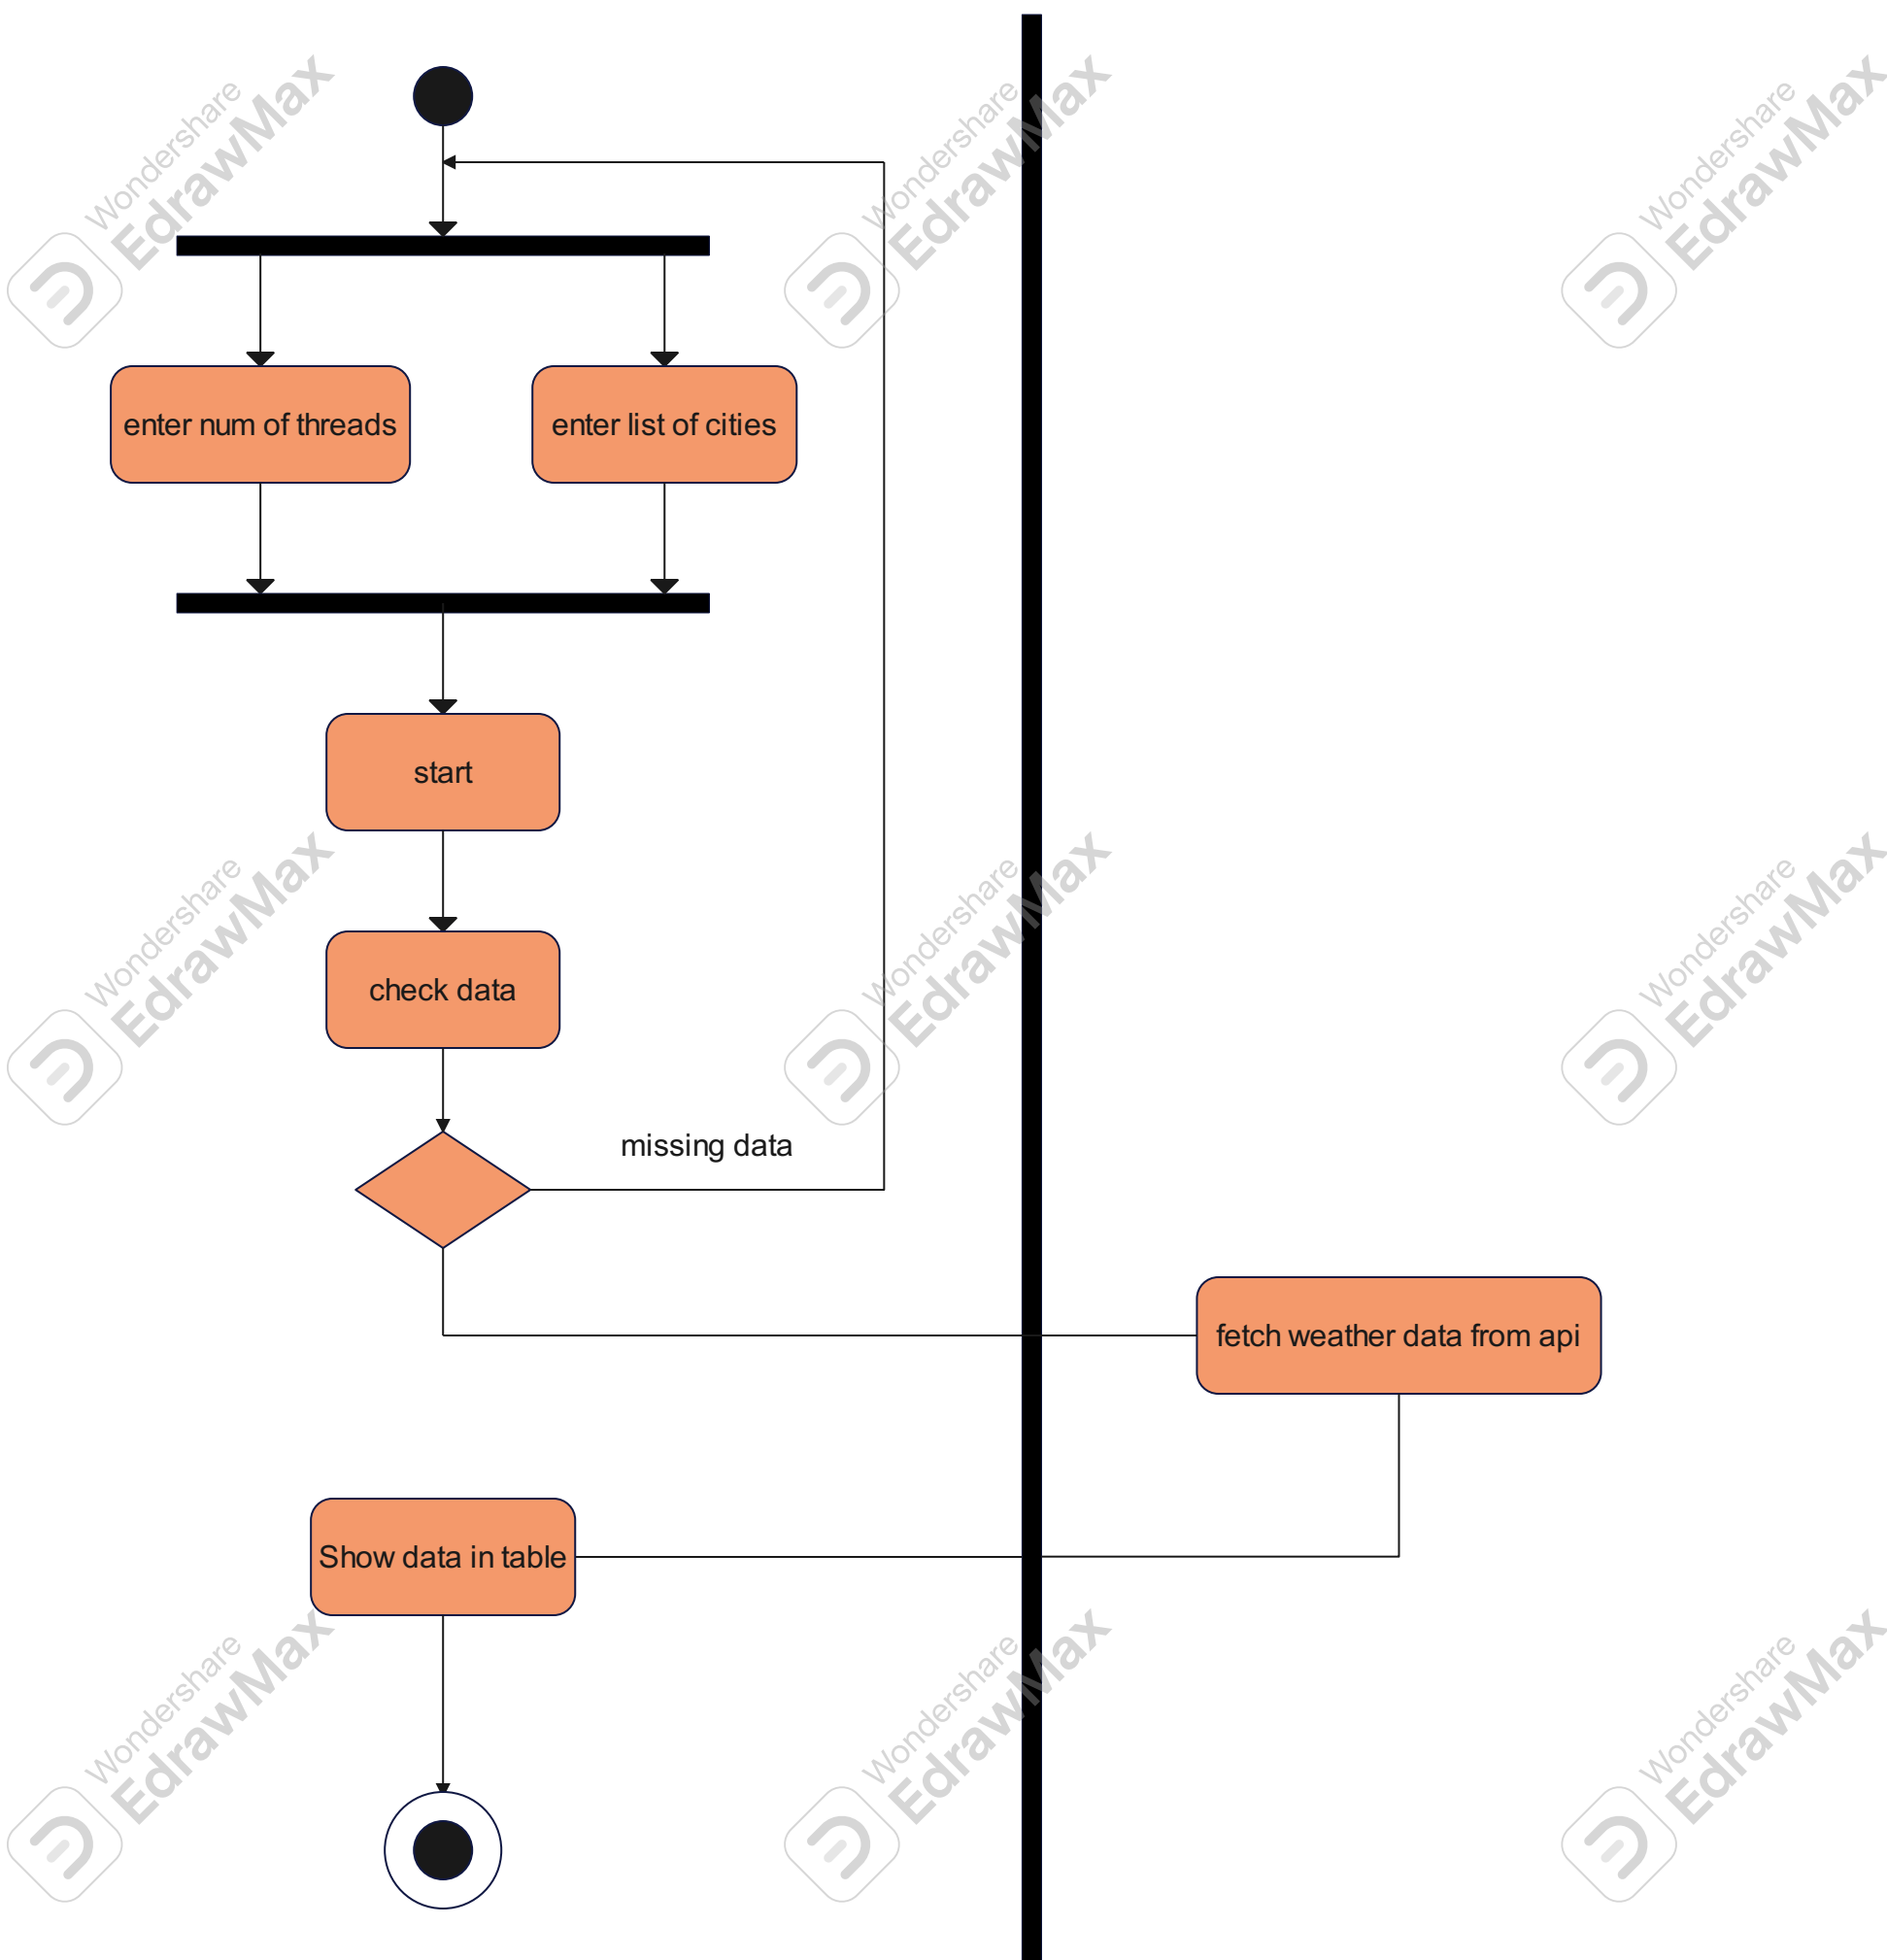 Wondershare
EdrawMax
Wondershare
EdrawMax
Wondershare
EdrawMax
enter num of threads
enter list of cities
start
Wondershare
EdrawMax
Wondershare
EdrawMax
Wondershare
EdrawMax
check data
missing data
fetch weather data from api
Show data in table
Wondershare
EdrawMax
Wondershare
EdrawMax
Wondershare
EdrawMax